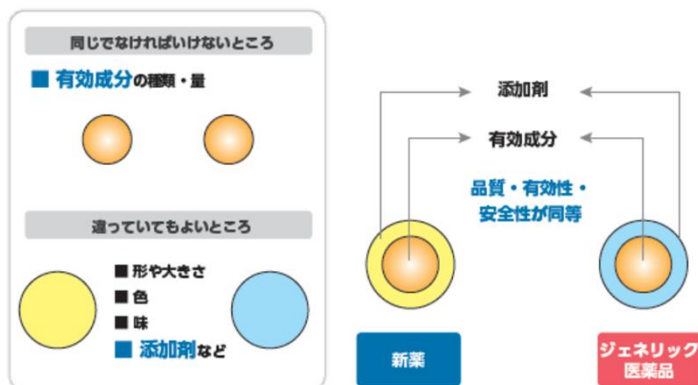 同じでなければいけないところ
■ 有効成分の種類・量
違っていてもよいところ
■ 形や大きさ
■ 色
■ 味
■ 添加剤など
添加剤
有効成分
品質・有効性・
安全性が同等
新薬
ジェネリック
医薬品